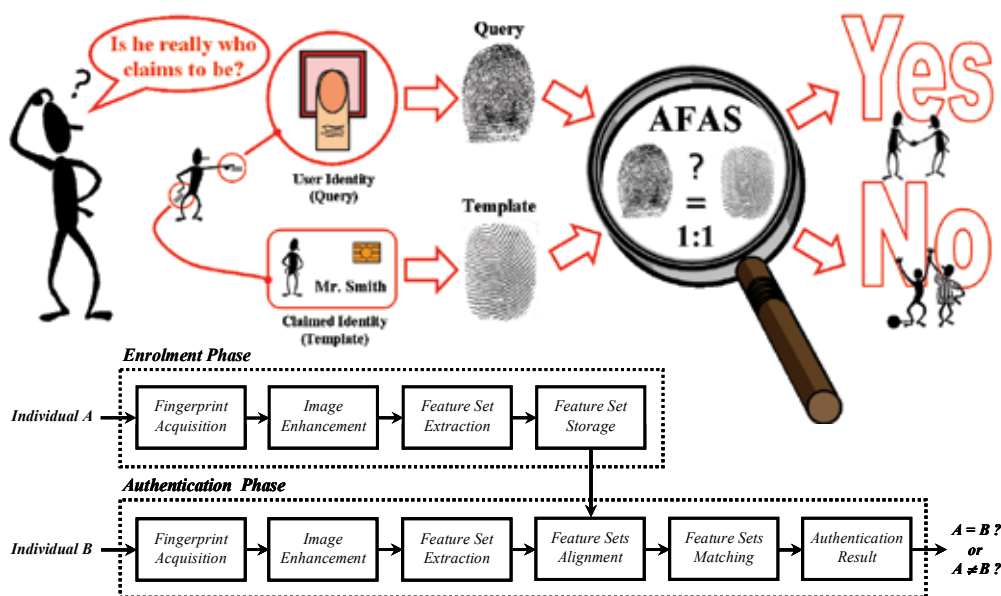 Is he really who
claims to be?
?
User Identity
(Query)
Query
Mr. Smith
Claimed Identity
(Template)
Template
AFAS
?
=
1:1
Yes
No
Enrolment Phase
Individual A
Fingerprint
Acquisition
Image
Enhancement
Feature Set
Extraction
Feature Set
Storage
Authentication Phase
Individual B
Fingerprint
Acquisition
Image
Enhancement
Feature Set
Extraction
Feature Sets
Alignment
Feature Sets
Matching
Authentication
Result
A = B ?
or
A ≠ B ?